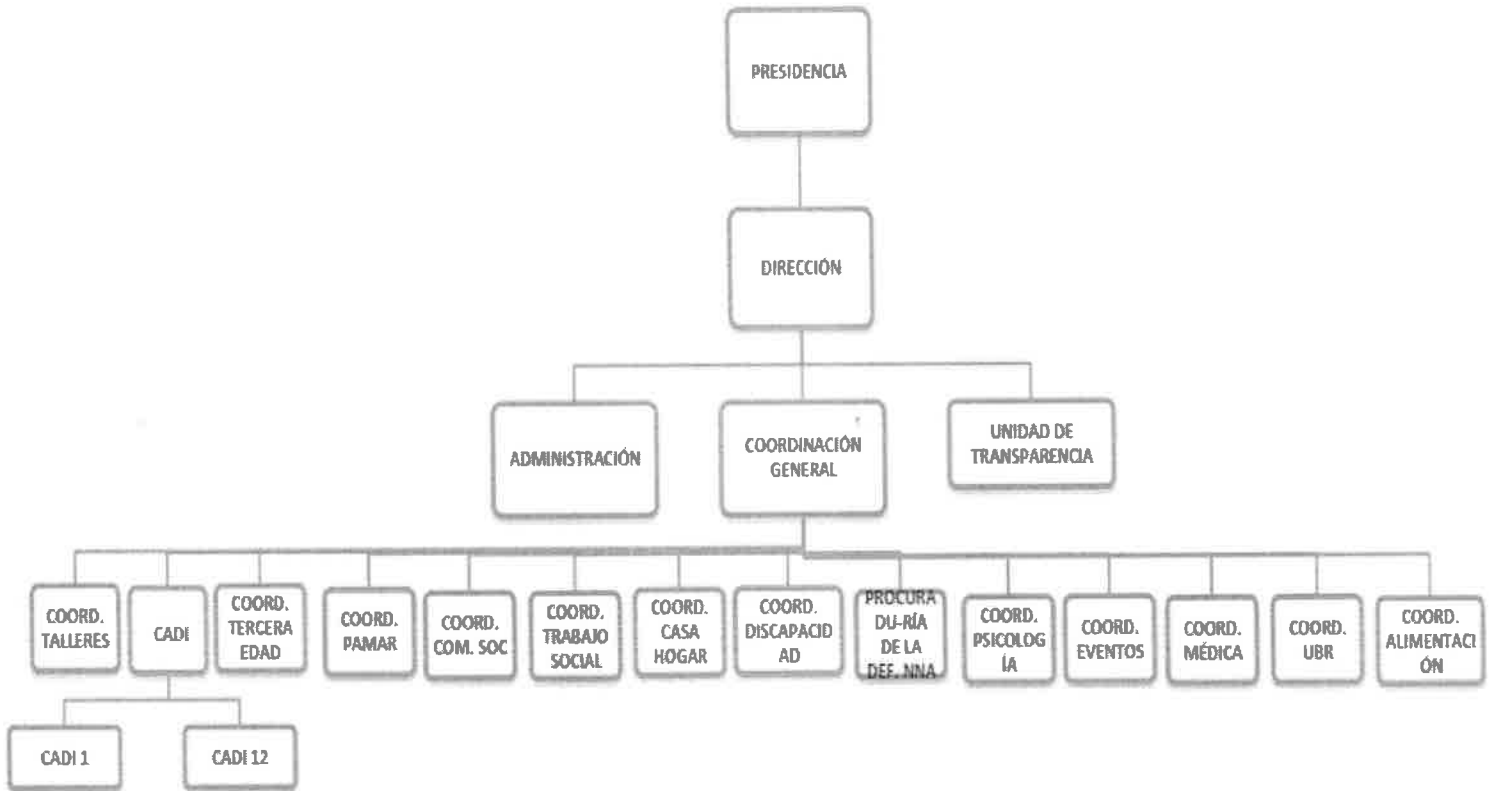 PRESIDENCIA
DIRECCIÓN
ADMINISTRACIÓN
COORDINACIÓN
GENERAL
UNIDAD DE
TRANSPARENCIA
COORD.
TALLERES
CADI
COORD.
TERCERA
EDAD
COORD.
PAMAR
COORD.
COM. SOC
COORD.
TRABAJO
SOCIAL
COORD.
CASA
HOGAR
COORD.
DISCAPACID
AD
PROCURA
DU-RÍA
DE LA
DEF. NNA
COORD.
PSICOLOG
ÍA
COORD.
EVENTOS
COORD.
MÉDICA
COORD.
UBR
COORD.
ALIMENTACI
ÓN
CADI 1
CADI 12